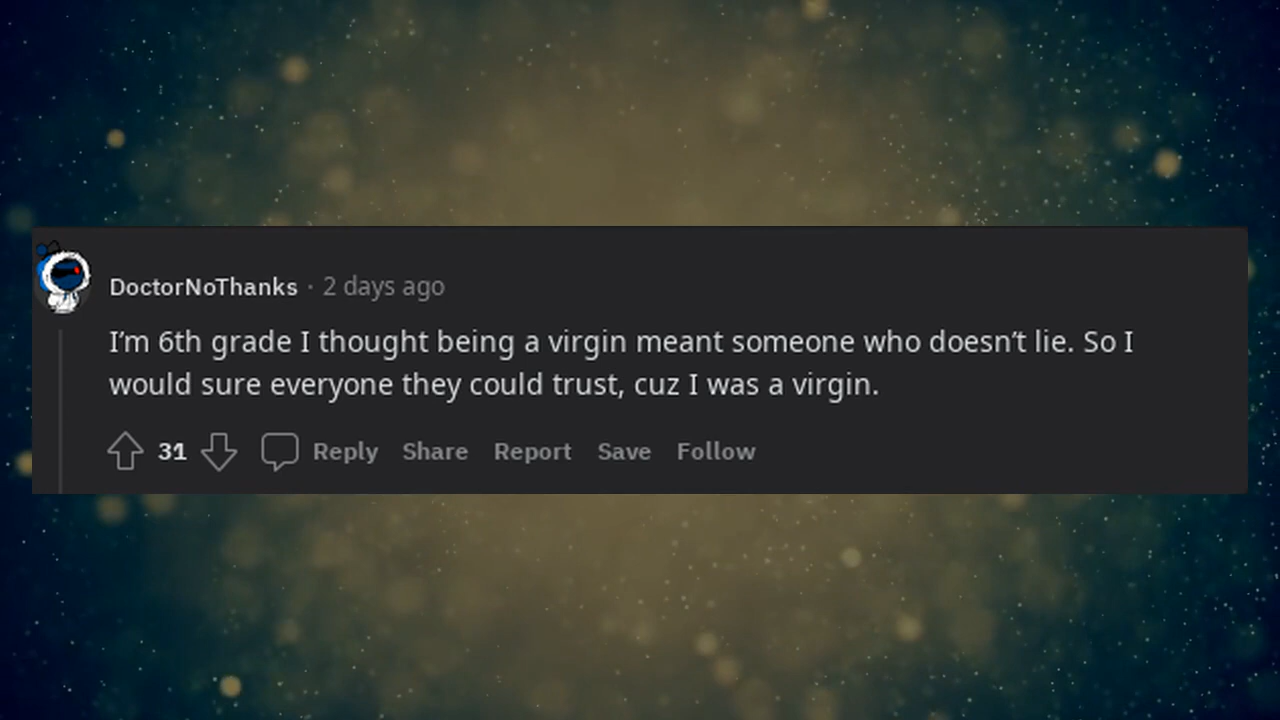 DoctorNoThanks · 2 days ago
I’m 6th grade I thought being a virgin meant someone who doesn’t lie. So I
would sure everyone they could trust, cuz I was a virgin.
31 Reply Share Report Save Follow